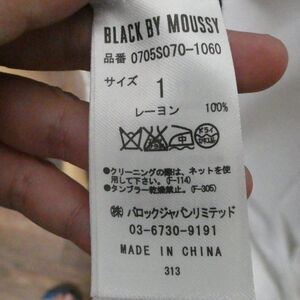 BLACK BY MOUSSY
品番 0705S070-1060
サイズ
1
レーヨン 100%
ドライ
●クリーニングの際は、ネットを使
用して下さい。(F-114)
●タンブラー乾燥禁止。(F-305)
(株)バロックジャパンリミテッド
03-6730-9191
MADE IN CHINA
313